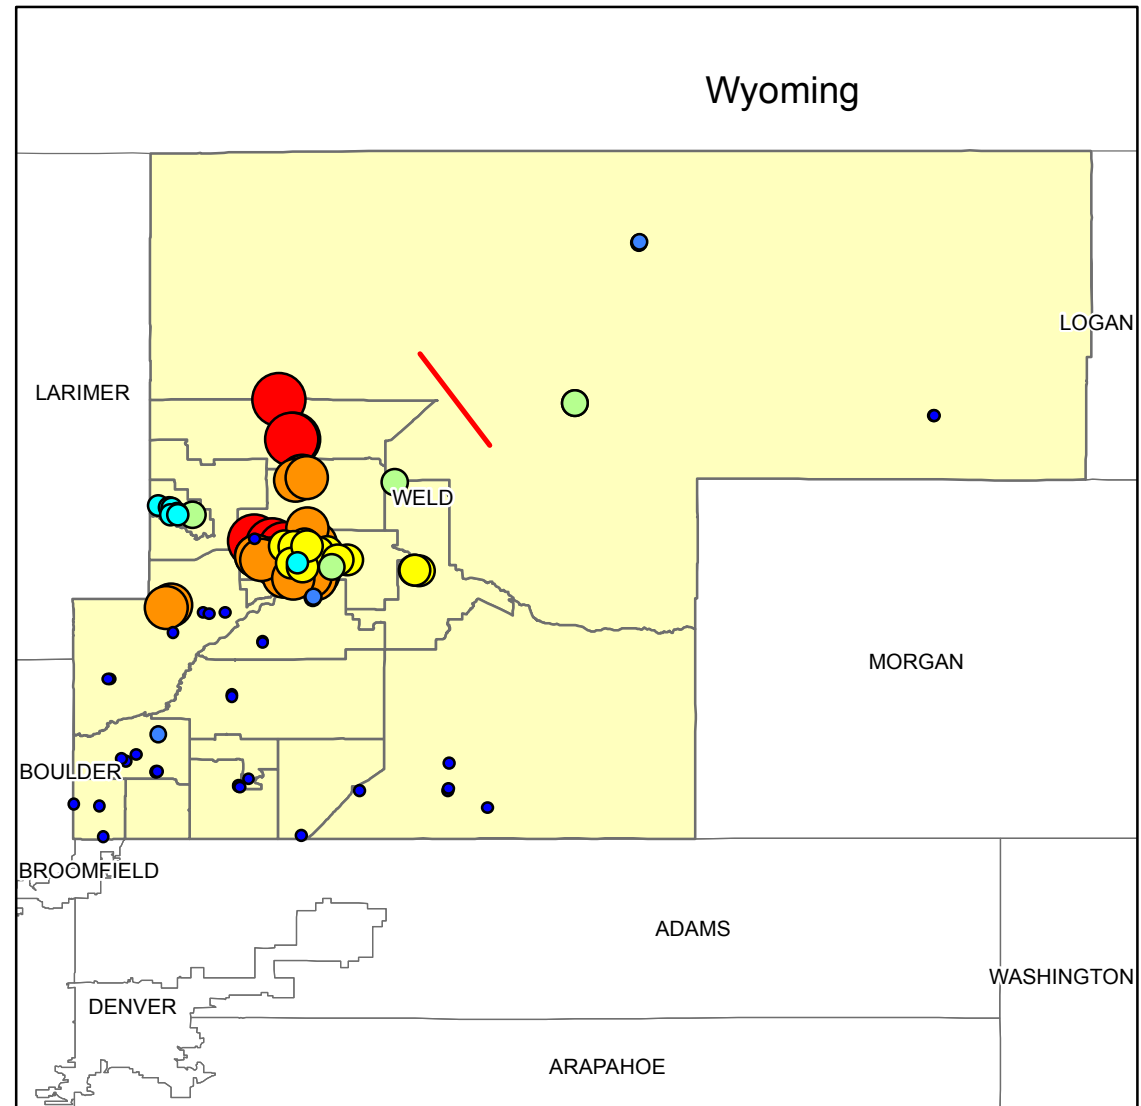 Wyoming
LOGAN
LARIMER
WELD
MORGAN
BOULDER
BROOMFIELD
ADAMS
WASHINGTON
DENVER
ARAPAHOE